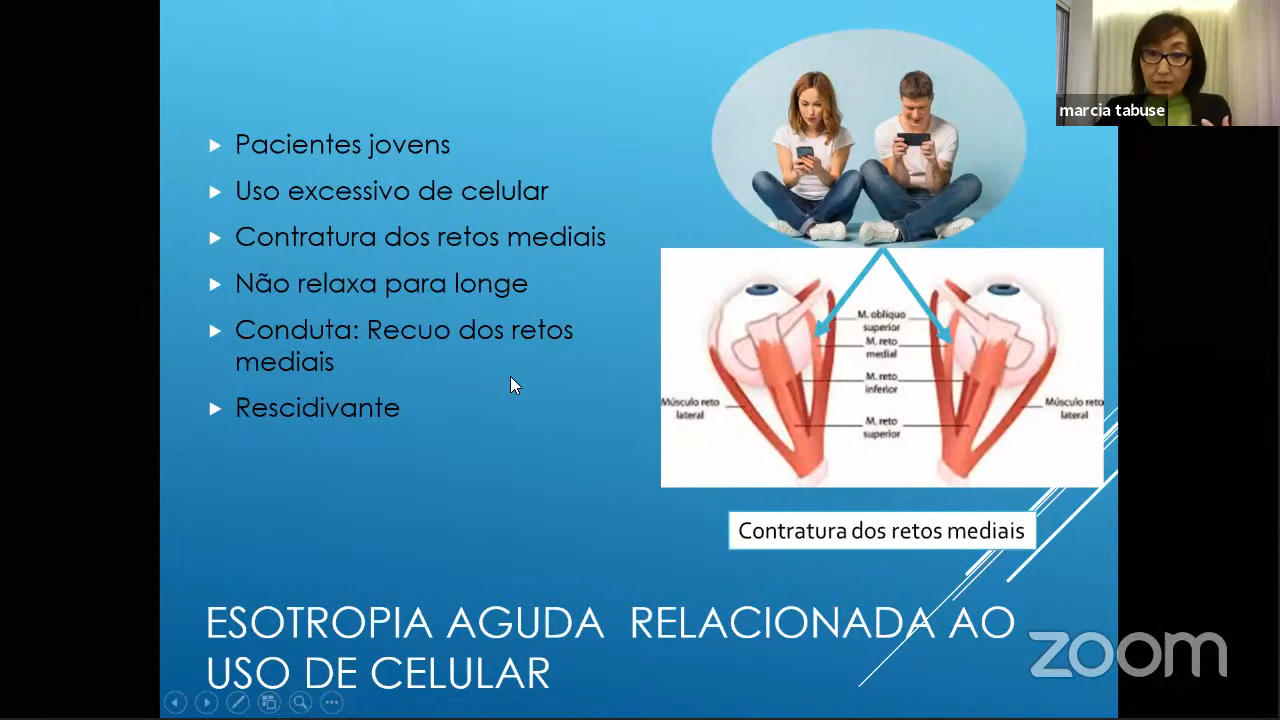 marcia tabuse
Pacientes jovens
Uso excessivo de celular
Contratura dos retos mediais
Não relaxa para longe
Conduta: Recuo dos retos
mediais
Rescidivante
M. obliquo
superior
M. reto
medial
M. reto
inferior
Músculo reto
lateral
Músculo reto
lateral
M. reto
superior
Contratura dos retos mediais
ESOTROPIA AGUDA RELACIONADA AO
USO DE CELULAR
zoom